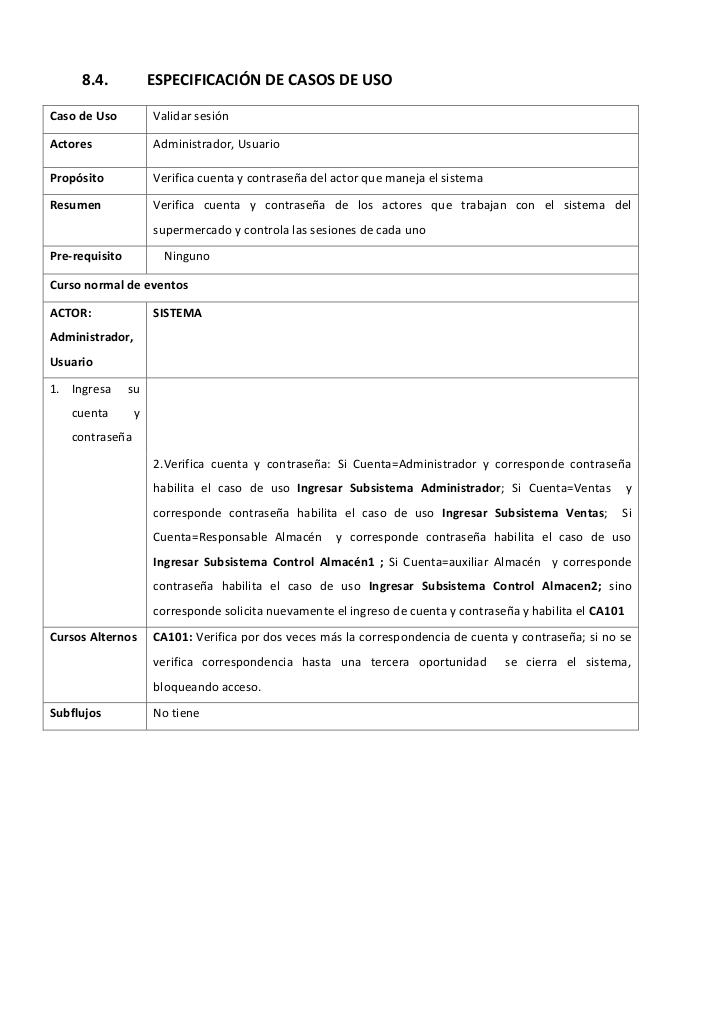 8.4. ESPECIFICACIÓN DE CASOS DE USO
Caso de Uso
Validar sesión
Actores
Administrador, Usuario
Propósito
Verifica cuenta y contraseña del actor que maneja el sistema
Resumen
Verifica cuenta y contraseña de los actores que trabajan con el sistema del
supermercado y controla las sesiones de cada uno
Pre-requisito
Ninguno
Curso normal de eventos
ACTOR:
Administrador,
Usuario
SISTEMA
1. Ingresa su
cuenta y
contraseña
2.Verifica cuenta y contraseña: Si Cuenta=Administrador y corresponde contraseña
habilita el caso de uso Ingresar Subsistema Administrador; Si Cuenta=Ventas y
corresponde contraseña habilita el caso de uso Ingresar Subsistema Ventas; Si
Cuenta=Responsable Almacén y corresponde contraseña habilita el caso de uso
Ingresar Subsistema Control Almacén1 ; Si Cuenta=auxiliar Almacén y corresponde
contraseña habilita el caso de uso Ingresar Subsistema Control Almacen2; sino
corresponde solicita nuevamente el ingreso de cuenta y contraseña y habilita el CA101
Cursos Alternos
CA101: Verifica por dos veces más la correspondencia de cuenta y contraseña; si no se
verifica correspondencia hasta una tercera oportunidad se cierra el sistema,
bloqueando acceso.
Subflujos
No tiene